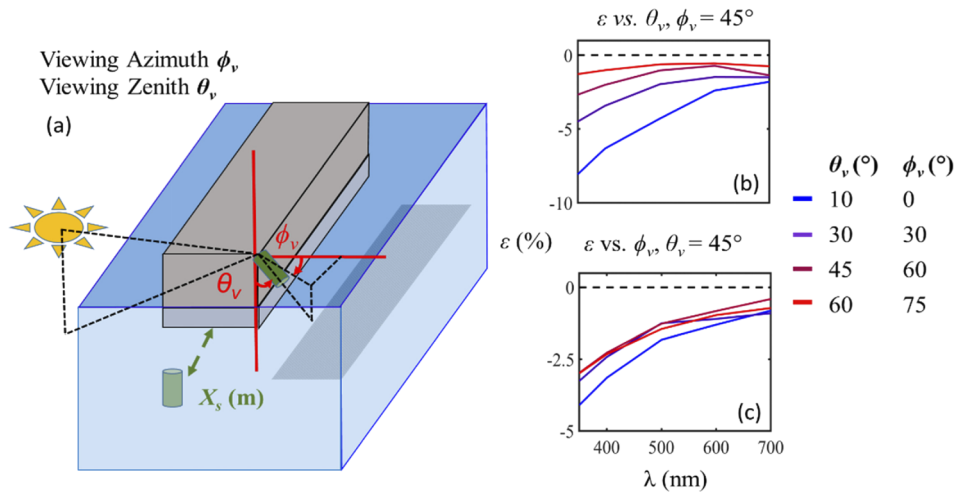 Viewing Azimuth ϕv
Viewing Zenith θv
(a)
ϕv
θv
Xs (m)
ε vs. θv, ϕv = 45°
0
-5
-10
(b)
ε (%)
ε vs. ϕv, θv = 45°
0
-2.5
-5
(c)
400 500 600 700
λ (nm)
θv (°) ϕv (°)
10 0
30 30
45 60
60 75